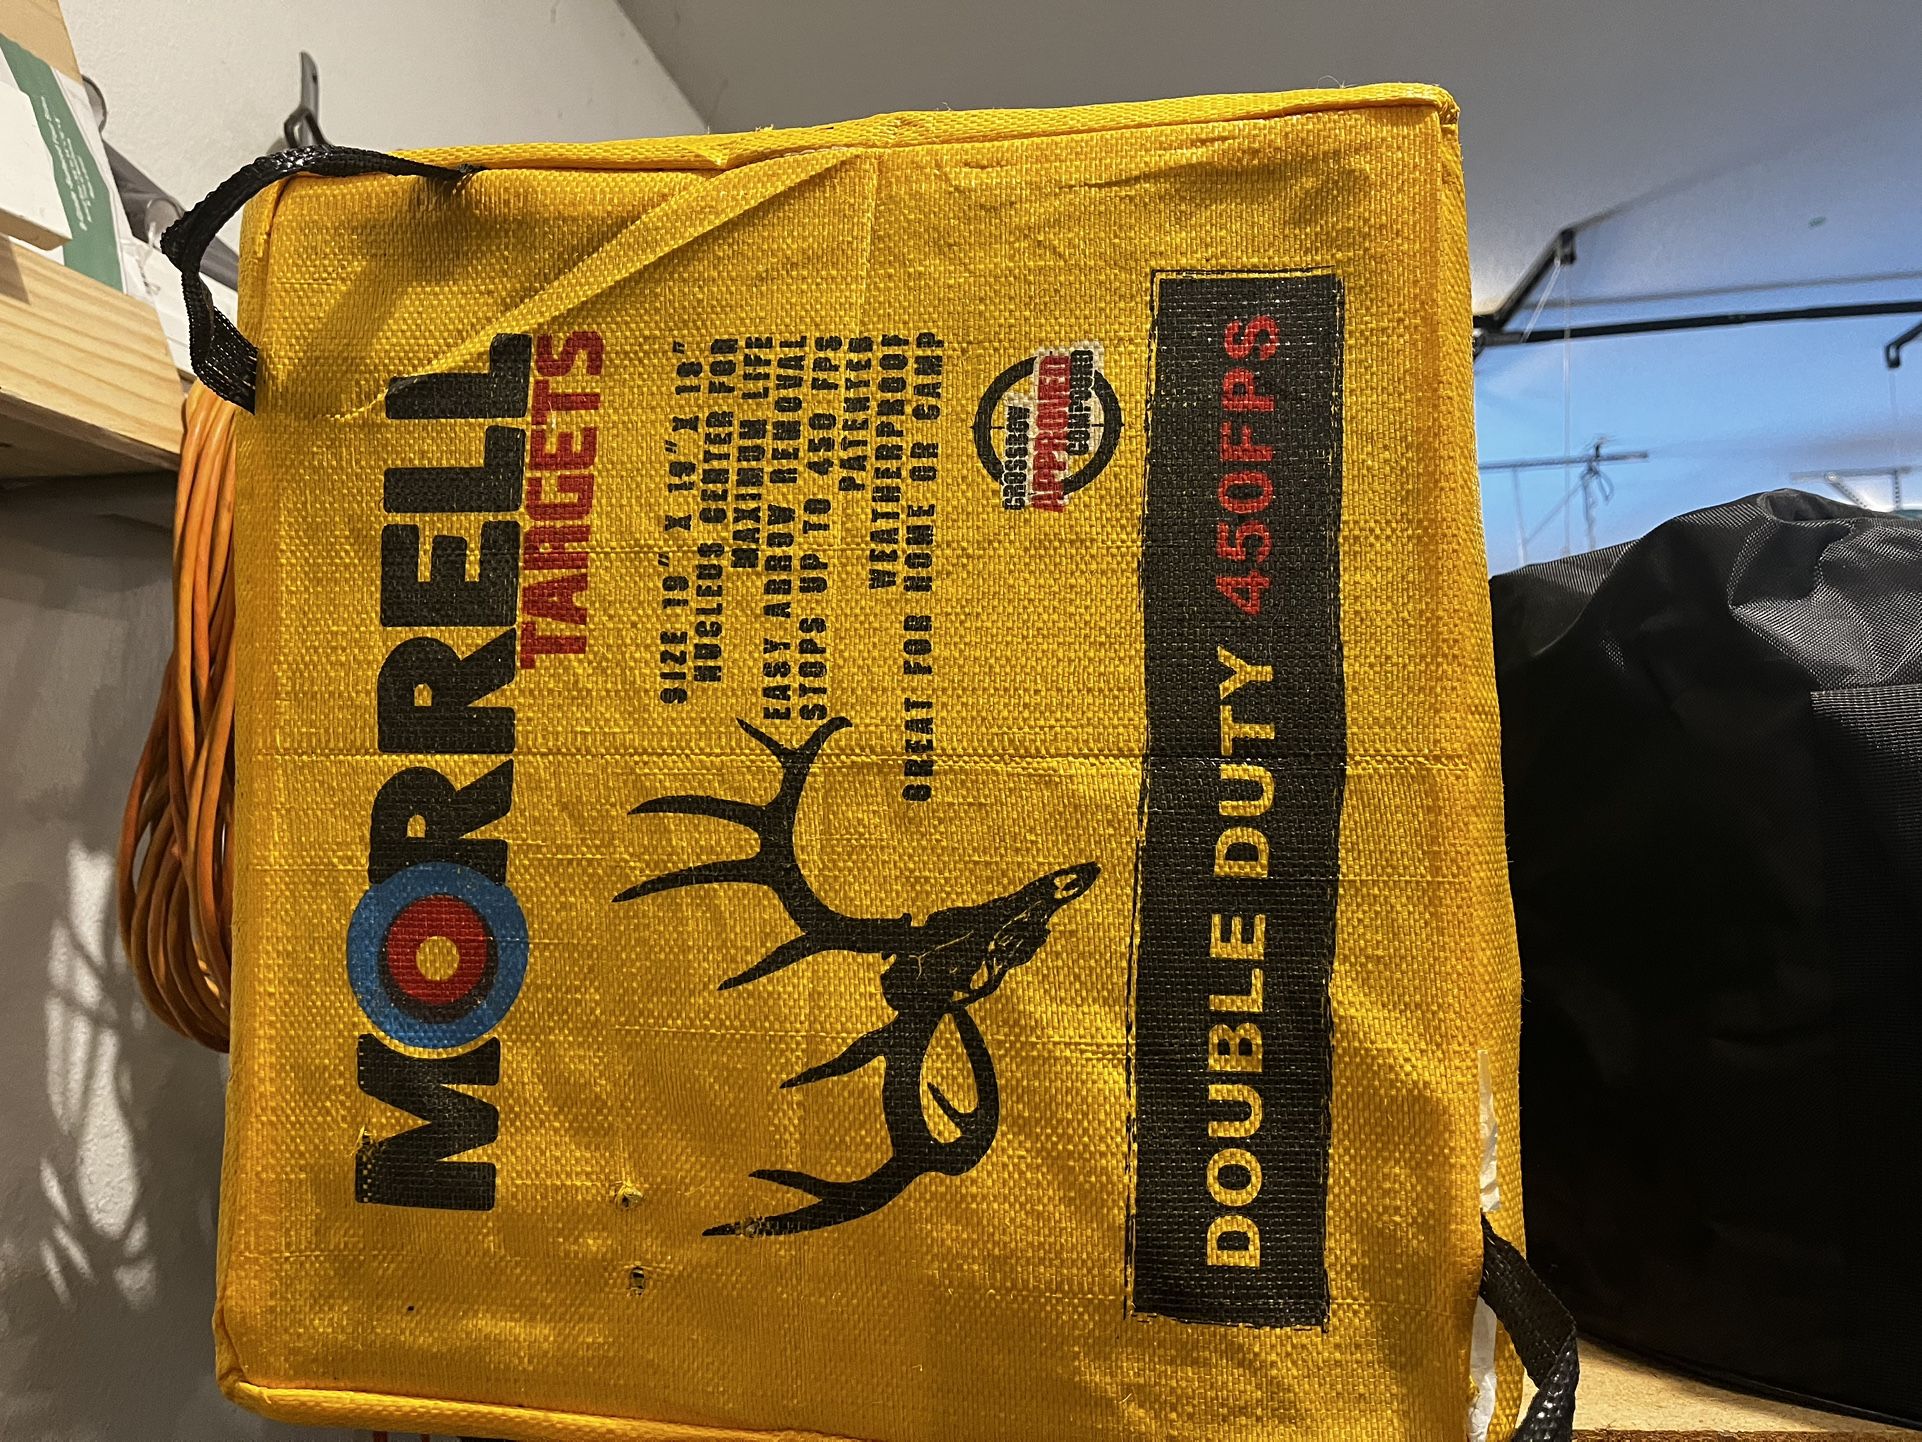 MORRELL
TARGETS
SIZE 19" X 19" X 18"
NUCLEUS CENTER FOR
MAXIMUM LIFE
EASY ARROW REMOVAL
STOPS UP TO 450 FPS
PATENTED
WEATHERPROOF
GREAT FOR HOME OR CAMP
CROSSBOW
APPROVED
COMPOUND
DOUBLE DUTY 450FPS